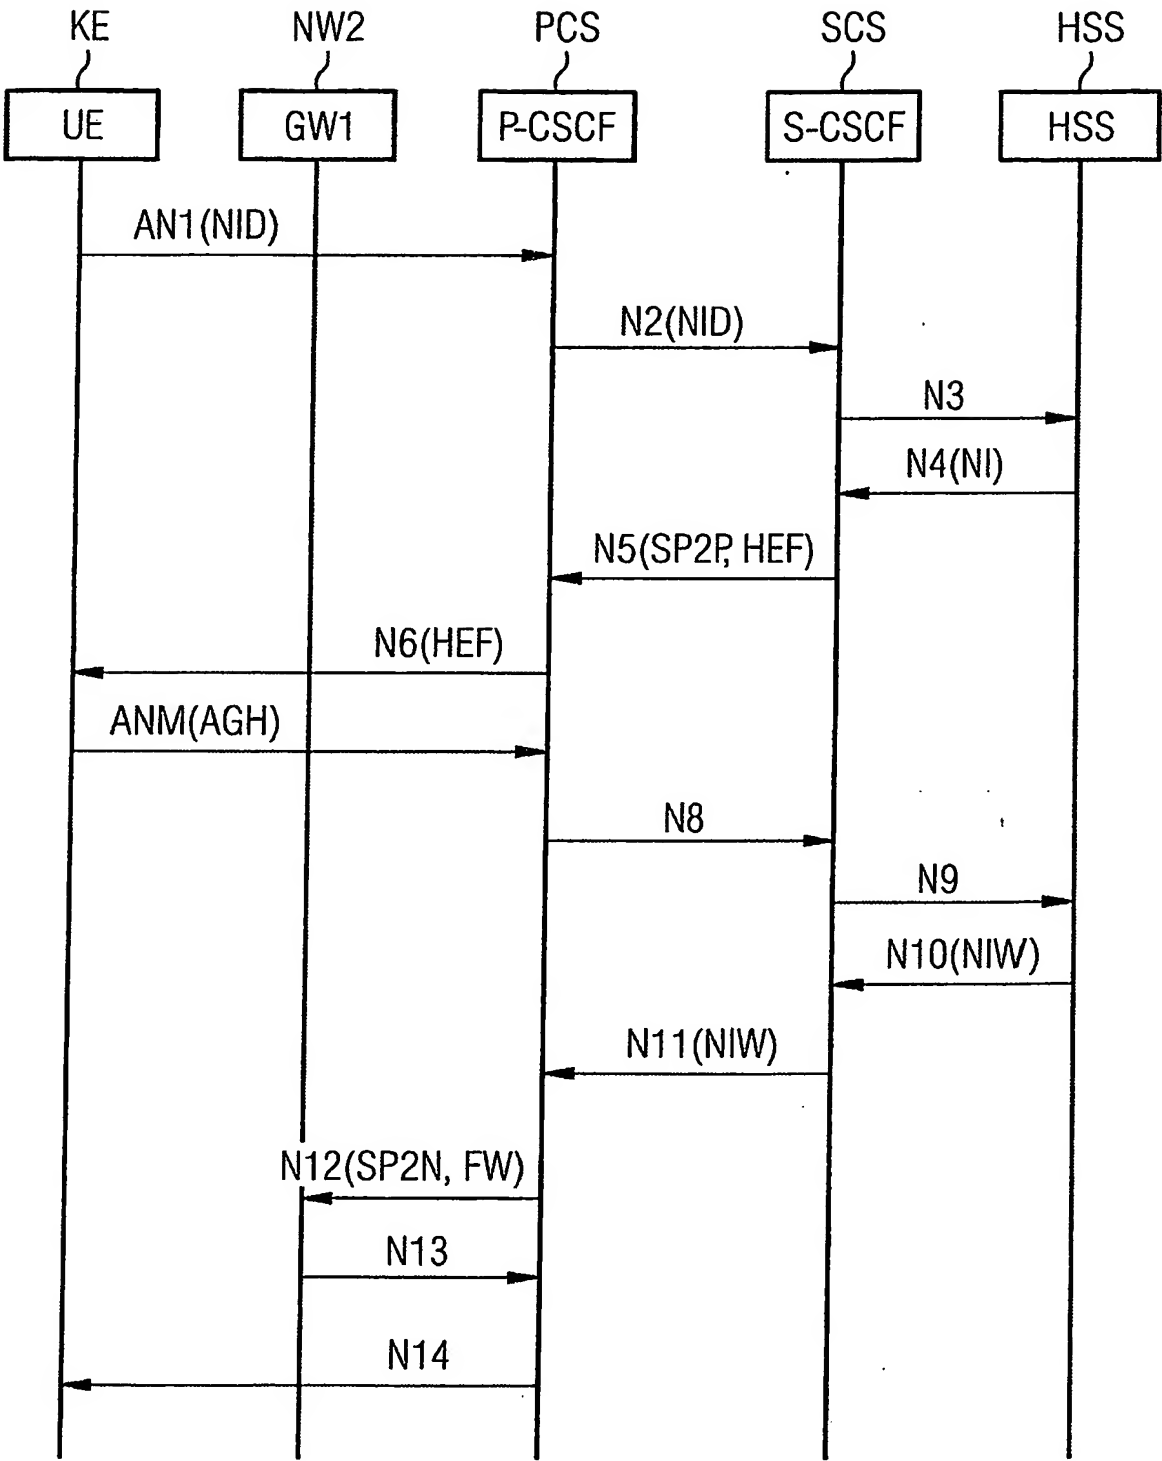 KE NW2 PCS SCS HSS
UE GW1 P-CSCF S-CSCF HSS
AN1(NID)
N2(NID)
N3
N4(NI)
N5(SP2P, HEF)
N6(HEF)
ANM(AGH)
N8
N9
N10(NIW)
N11(NIW)
N12(SP2N, FW)
N13
N14